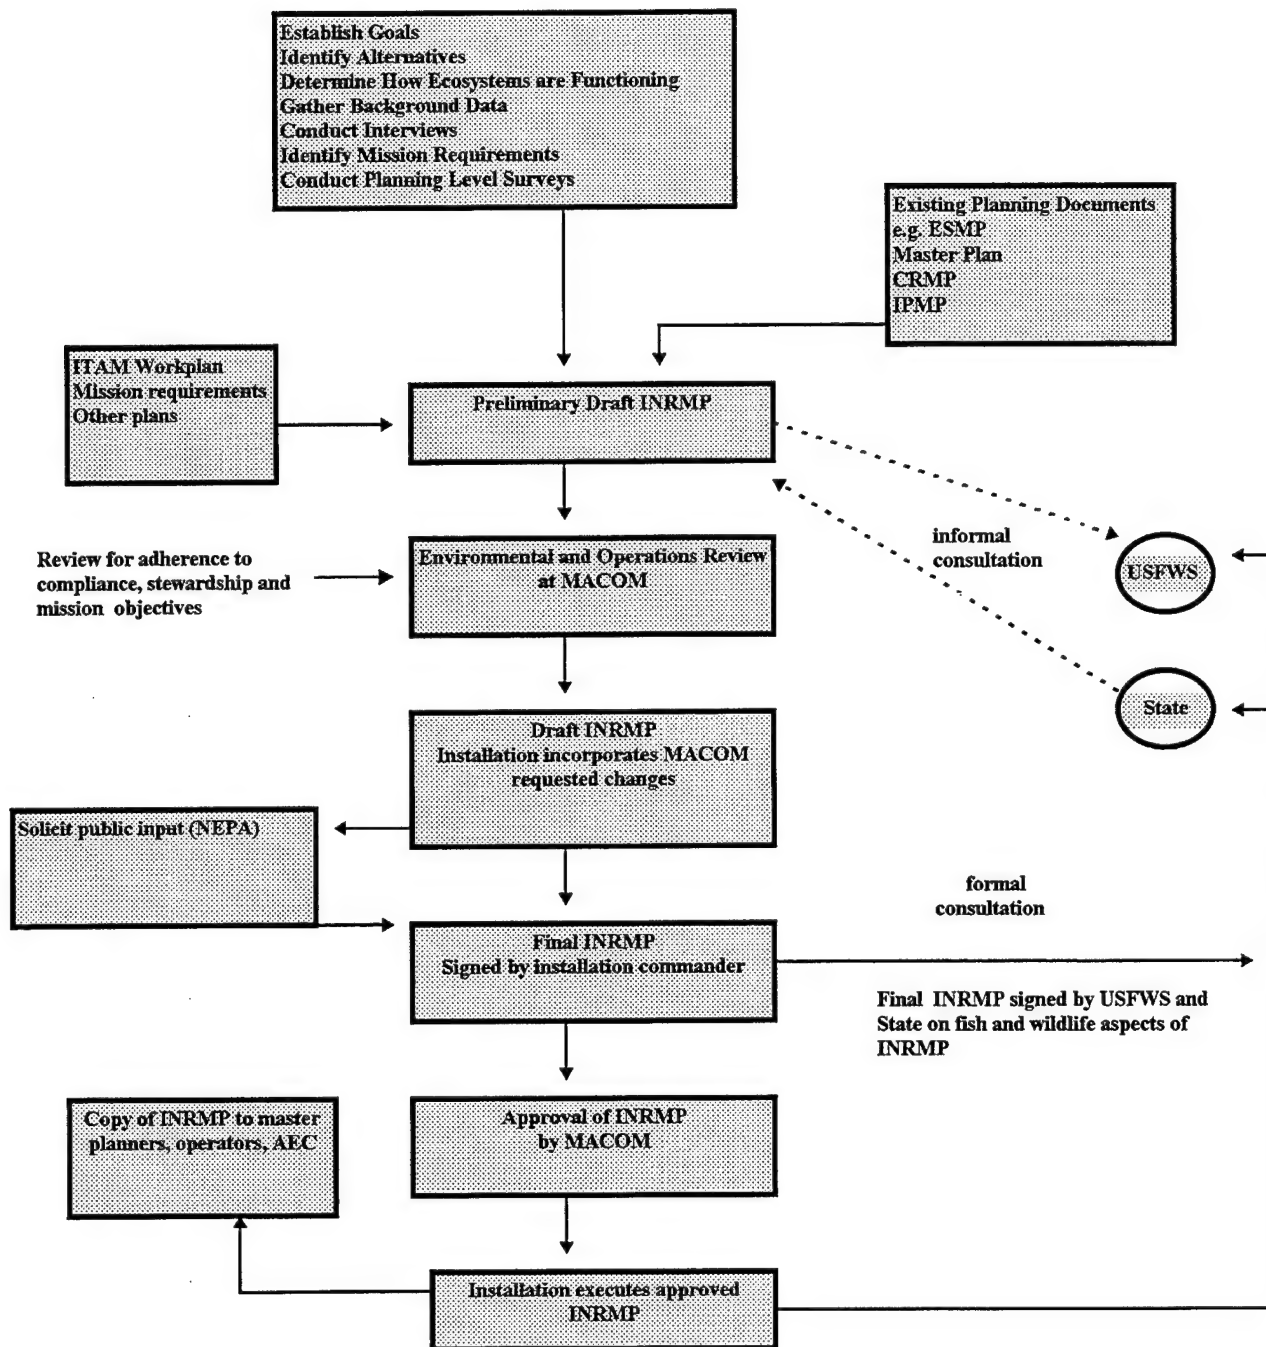 Establish Goals
Identify Alternatives
Determine How Ecosystems are Functioning
Gather Background Data
Conduct Interviews
Identify Mission Requirements
Conduct Planning Level Surveys
Existing Planning Documents
e.g. ESMP
Master Plan
CRMP
IPMP
ITAM Workplan
Mission requirements
Other plans
Preliminary Draft INRMP
informal
consultation
USFWS
Review for adherence to
compliance, stewardship and
mission objectives
Environmental and Operations Review
at MACOM
State
Draft INRMP
Installation incorporates MACOM
requested changes
Solicit public input (NEPA)
formal
consultation
Final INRMP
Signed by installation commander
Final INRMP signed by USFWS and
State on fish and wildlife aspects of
INRMP
Copy of INRMP to master
planners, operators, AEC
Approval of INRMP
by MACOM
Installation executes approved
INRMP